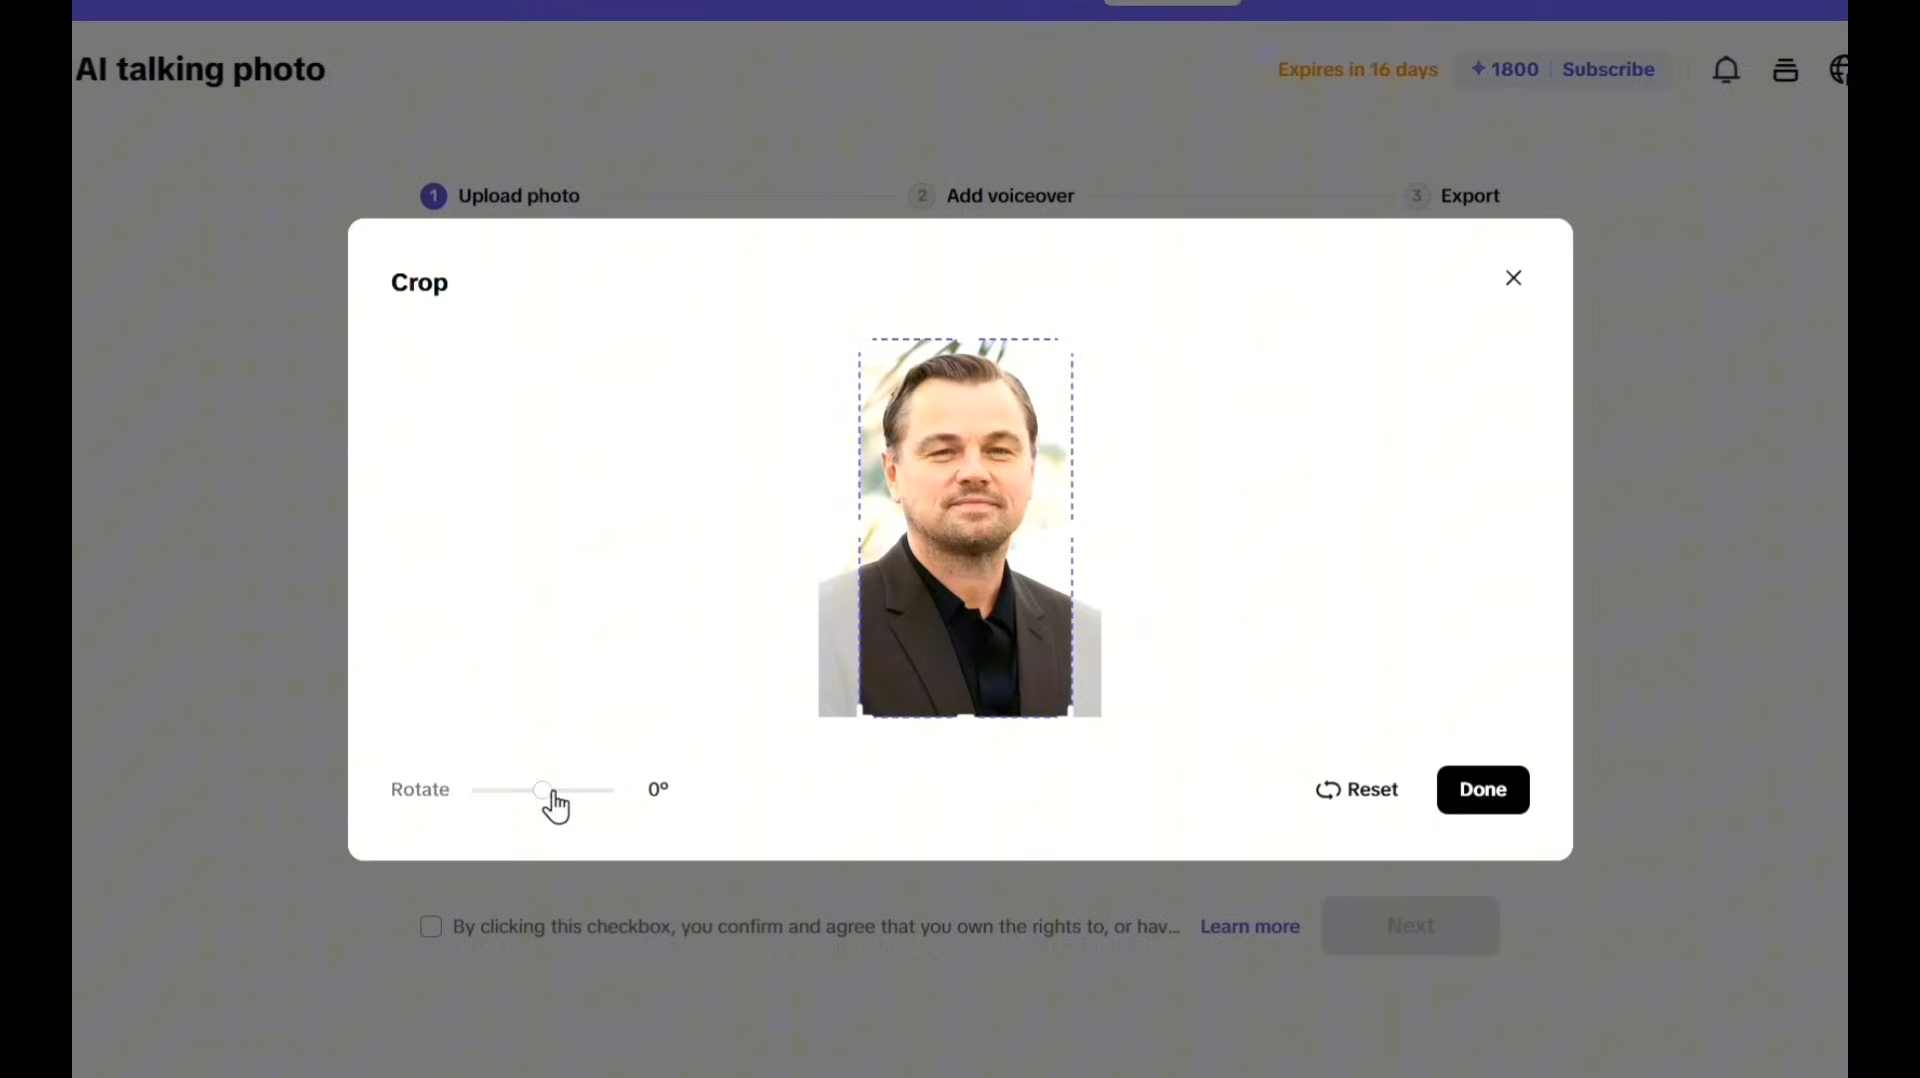 AI talking photo
Expires in 16 days
1800
Subscribe
1 Upload photo
2 Add voiceover
3 Export
Crop
Rotate
0°
Reset
Done
By clicking this checkbox, you confirm and agree that you own the rights to, or hav...
Learn more
Next